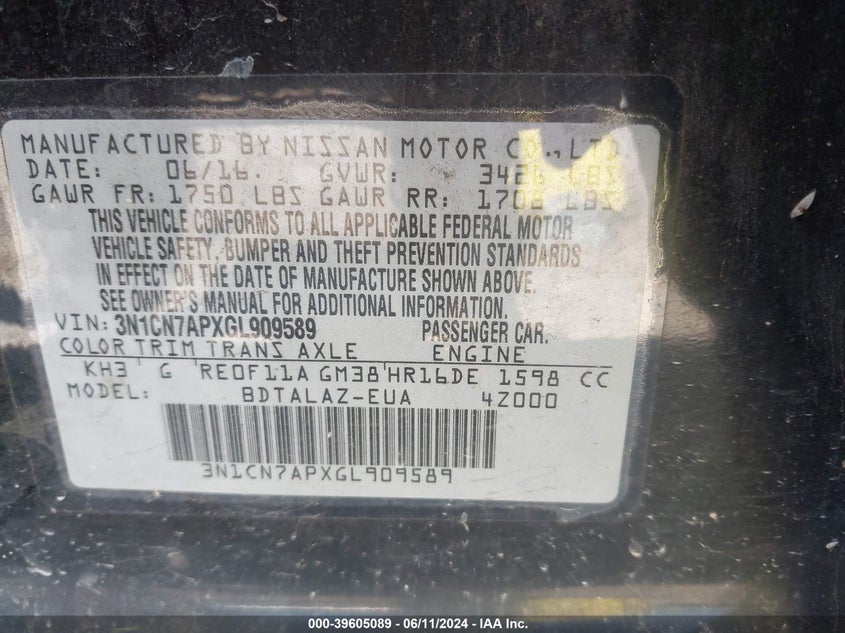 MANUFACTURED BY NISSAN MOTOR CO., LTD.
DATE: 06/16. GVWR: 3426 LBS
GAWR FR: 1750 LBS GAWR RR: 1708 LBS
THIS VEHICLE CONFORMS TO ALL APPLICABLE FEDERAL MOTOR
VEHICLE SAFETY, BUMPER AND THEFT PREVENTION STANDARDS
IN EFFECT ON THE DATE OF MANUFACTURE SHOWN ABOVE.
SEE OWNER'S MANUAL FOR ADDITIONAL INFORMATION.
VIN: 3N1CN7APXGL909589 PASSENGER CAR.
COLOR TRIM TRANS AXLE ENGINE
KH3 G RE0F11A GM38 HR16DE 1598 CC
MODEL: BDTALAZ-EUA 4Z000
3N1CN7APXGL909589
000-39605089 - 06/11/2024 - IAA Inc.